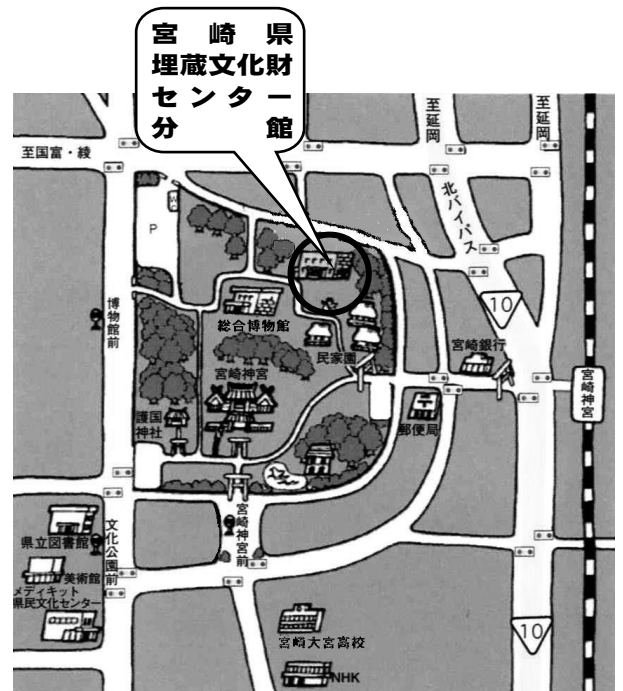 宮崎県
埋蔵文化財
センター
分館
至延岡
至延岡
至国富・綾
北バイパス
WC
P
10
博物館前
総合博物館
民家園
宮崎銀行
宮崎神宮
宮崎神宮
護国
神社
郵便局
宮崎神宮前
県立図書館
文化公園前
美術館
メディキット
県民文化センター
10
宮崎大宮高校
NHK